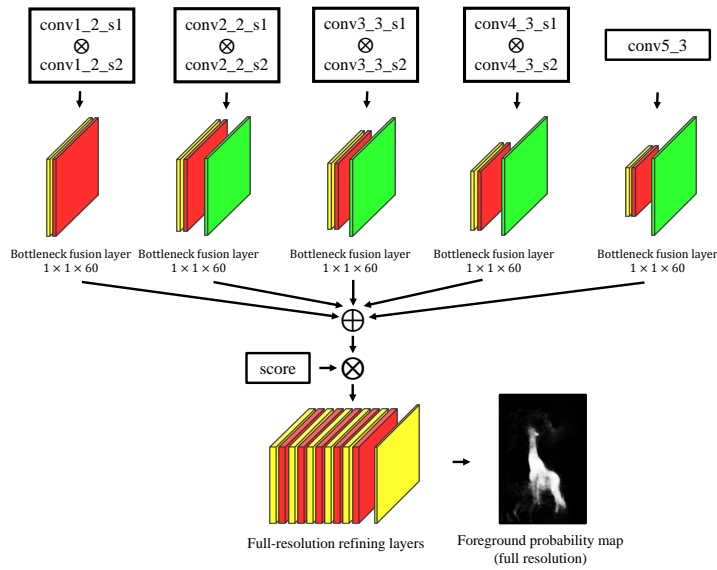 conv1_2_s1
⊗
conv1_2_s2
conv2_2_s1
⊗
conv2_2_s2
conv3_3_s1
⊗
conv3_3_s2
conv4_3_s1
⊗
conv4_3_s2
conv5_3
Bottleneck fusion layer
1 × 1 × 60
Bottleneck fusion layer
1 × 1 × 60
Bottleneck fusion layer
1 × 1 × 60
Bottleneck fusion layer
1 × 1 × 60
Bottleneck fusion layer
1 × 1 × 60
⊕
score
⊗
Full-resolution refining layers
Foreground probability map
(full resolution)